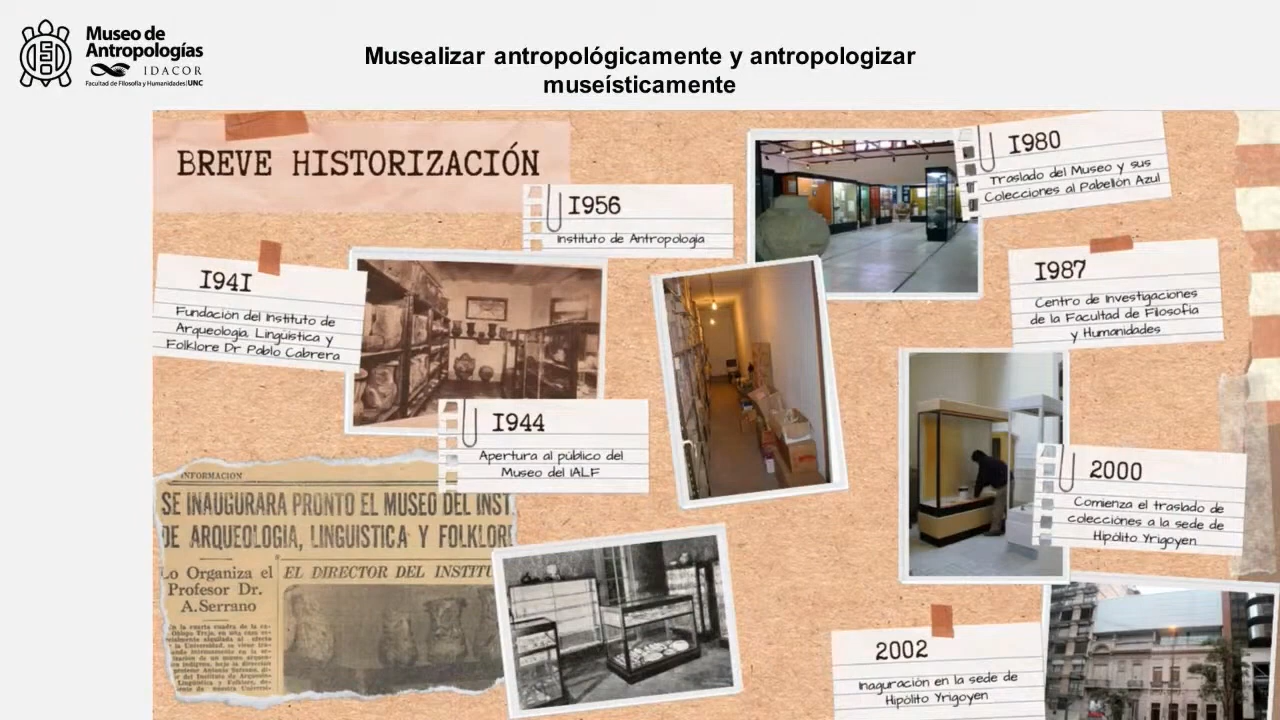 Museo de
Antropologías
IDACOR
Facultad de Filosofía y Humanidades | UNC
Musealizar antropológicamente y antropologizar
museísticamente
BREVE HISTORIZACIÓN
1941
Fundación del Instituto de
Arqueología, Lingüística y
Folklore Dr Pablo Cabrera
1956
Instituto de Antropología
1980
Traslado del Museo y sus
Colecciones al Pabellón Azul
1987
Centro de Investigaciones
de la Facultad de Filosofía
y Humanidades
1944
Apertura al público del
Museo del IALF
2000
Comienza el traslado de
colecciones a la sede de
Hipólito Yrigoyen
2002
Inaguración en la sede de
Hipólito Yrigoyen
INFORMACION
SE INAUGURARA PRONTO EL MUSEO DEL INST.
DE ARQUEOLOGIA, LINGUISTICA Y FOLKLOR
Lo Organiza el
Profesor Dr.
A.Serrano
EL DIRECTOR DEL INSTITU